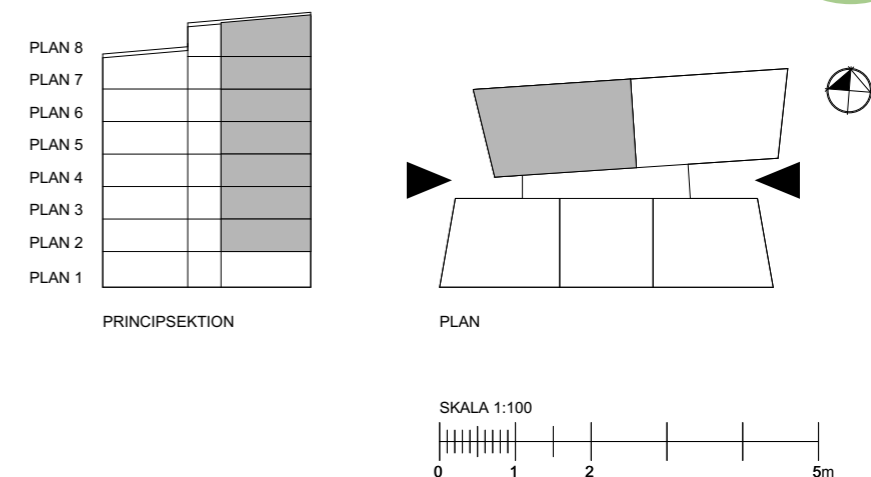 PLAN 8
PLAN 7
PLAN 6
PLAN 5
PLAN 4
PLAN 3
PLAN 2
PLAN 1
PRINCIPSEKTION
PLAN
SKALA 1:100
0 1 2 5m